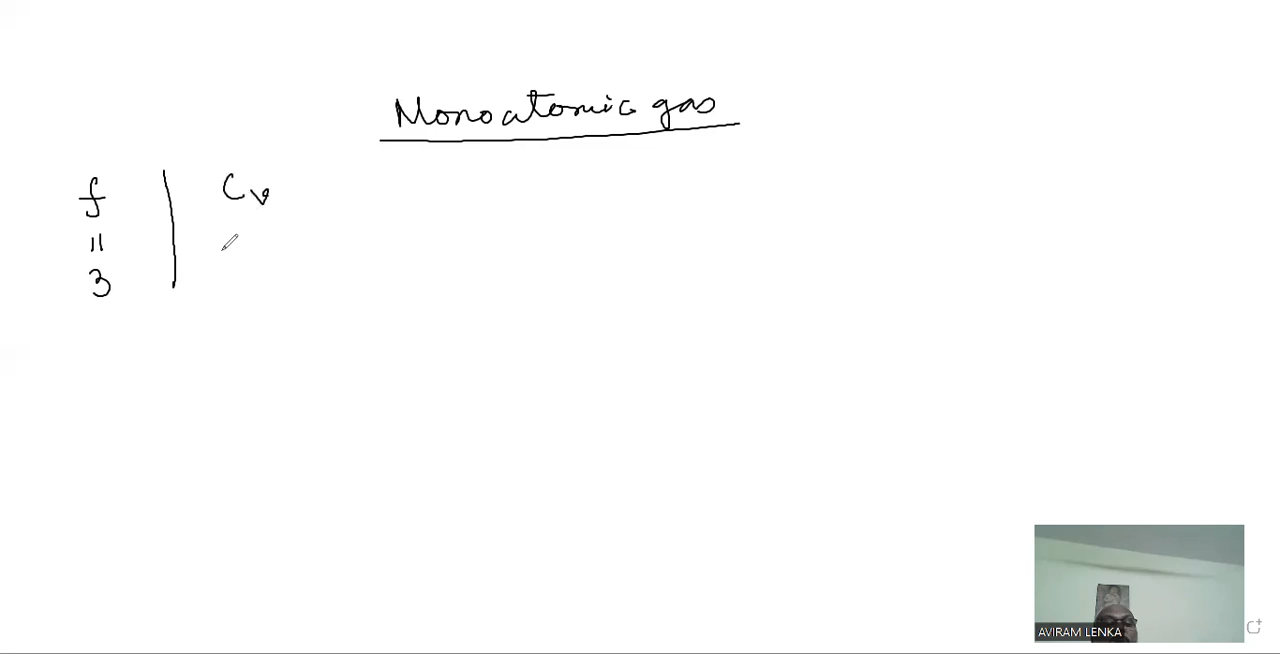 Monoatomic gas
f | Cv
=
3
AVIRAM LENKA